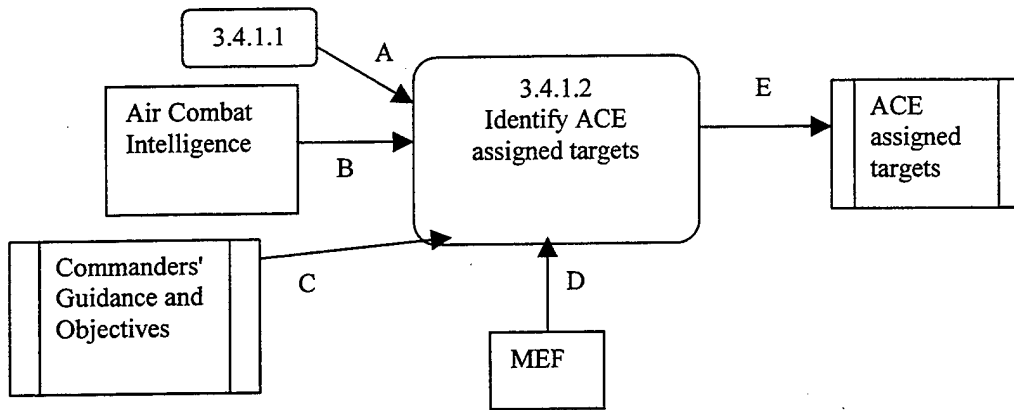 3.4.1.1
A
Air Combat
Intelligence
B
3.4.1.2
Identify ACE
assigned targets
E
ACE
assigned
targets
Commanders'
Guidance and
Objectives
C
D
MEF